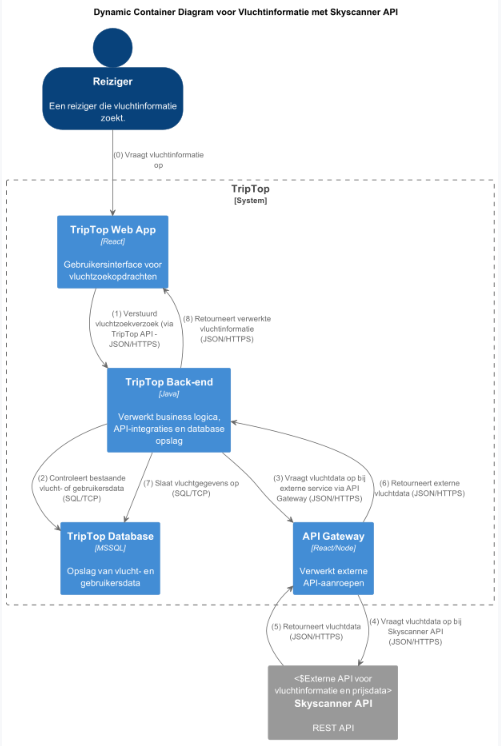 Dynamic Container Diagram voor Vluchtinformatie met Skyscanner API
Reiziger
Een reiziger die vluchtinformatie
zoekt.
(0) Vraagt vluchtinformatie
op
TripTop
[System]
TripTop Web App
[React]
Gebruikersinterface voor
vluchtzoekopdrachten
(1) Verstuurd
vluchtzoekverzoek (via
TripTop API -
JSON/HTTPS)
(8) Retourneert verwerkte
vluchtinformatie
(JSON/HTTPS)
TripTop Back-end
[Java]
Verwerkt business logica,
API-integraties en database
opslag
(2) Controleert bestaande
vlucht- of gebruikersdata
(SQL/TCP)
(7) Slaat vluchtgegevens op
(SQL/TCP)
(3) Vraagt vluchtdata op bij
externe service via API
Gateway (JSON/HTTPS)
(6) Retourneert externe
vluchtdata (JSON/HTTPS)
TripTop Database
[MSSQL]
Opslag van vlucht- en
gebruikersdata
API Gateway
[React/Node]
Verwerkt externe
API-aanroepen
(5) Retourneert vluchtdata
(JSON/HTTPS)
(4) Vraagt vluchtdata op bij
Skyscanner API
(JSON/HTTPS)
<$Externe API voor
vluchtinformatie en prijsdata>
Skyscanner API
REST API